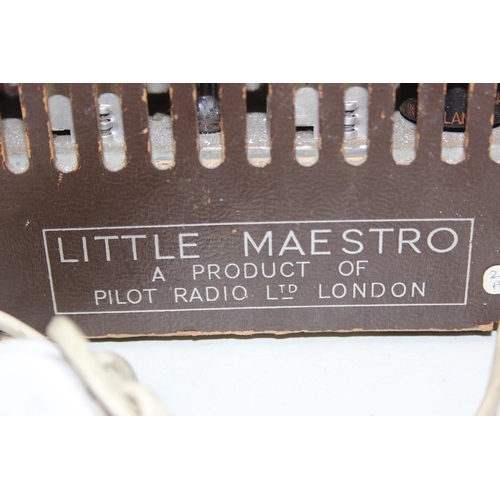 LITTLE MAESTRO
A PRODUCT OF
PILOT RADIO LTD LONDON